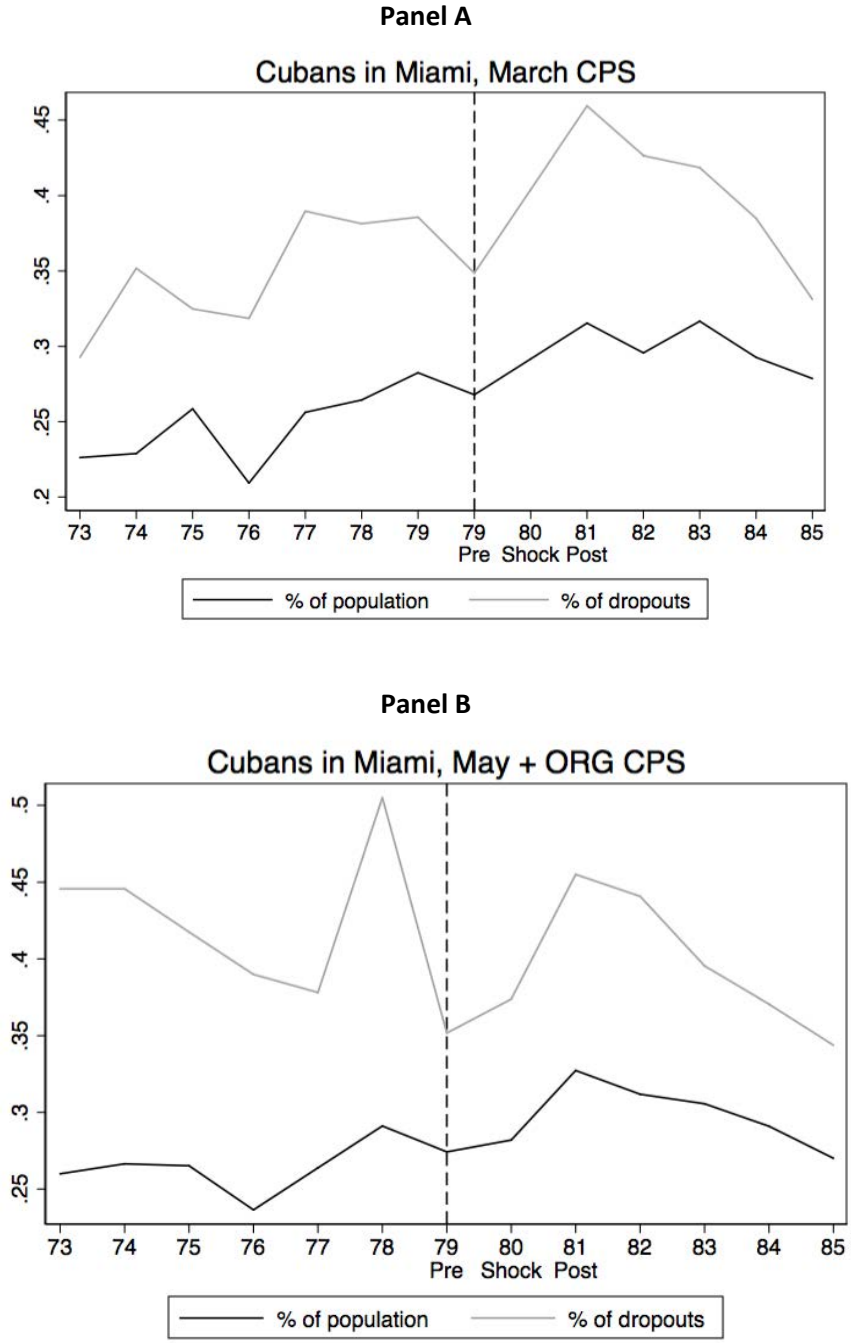 Panel A
Cubans in Miami, March CPS
.45
.4
.35
.3
.25
.2
73 74 75 76 77 78 79 79 80 81 82 83 84 85
Pre Shock Post
% of population % of dropouts
Panel B
Cubans in Miami, May + ORG CPS
.5
.45
.4
.35
.3
.25
73 74 75 76 77 78 79 80 81 82 83 84 85
Pre Shock Post
% of population % of dropouts